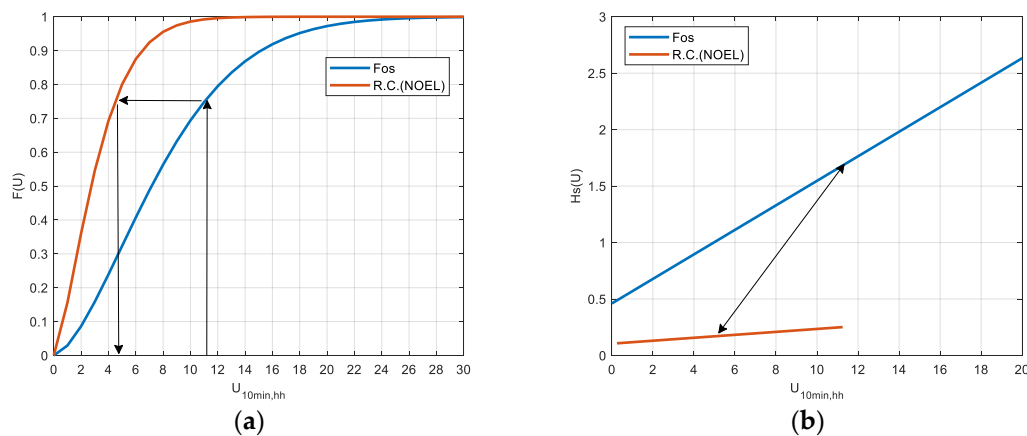 1
0.9
0.8
0.7
0.6
0.5
0.4
0.3
0.2
0.1
0
F(U)
Fos
R.C.(NOEL)
0 2 4 6 8 10 12 14 16 18 20 22 24 26 28 30
U10min,hh
(a)
3
2.5
2
1.5
1
0.5
0
Hs(U)
Fos
R.C.(NOEL)
0 2 4 6 8 10 12 14 16 18 20
U10min,hh
(b)